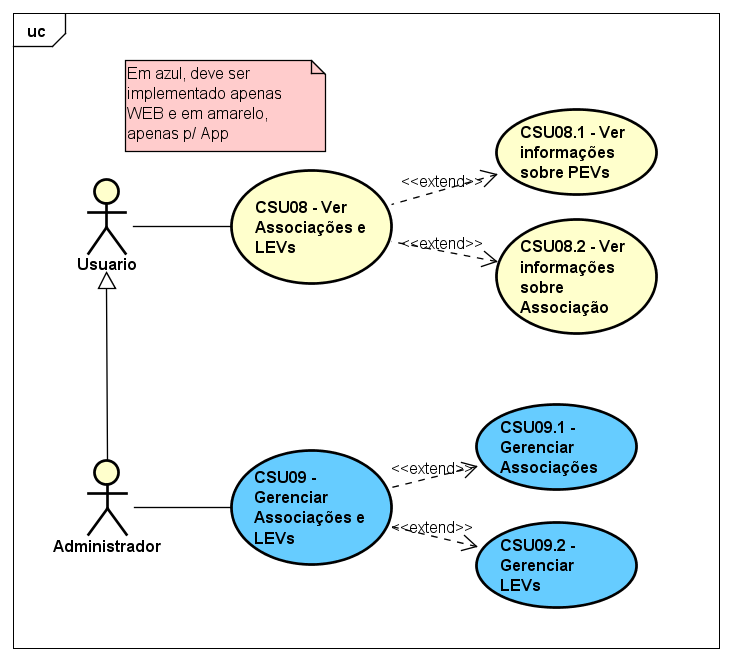 uc
Em azul, deve ser
implementado apenas
WEB e em amarelo,
apenas p/ App
CSU08.1 - Ver
informações
sobre PEVs
<<extend>>
CSU08 - Ver
Associações e
LEVs
<<extend>>
CSU08.2 - Ver
informações
sobre
Associação
Usuario
CSU09.1 -
Gerenciar
Associações
<<extend>>
CSU09 -
Gerenciar
Associações e
LEVs
<<extend>>
CSU09.2 -
Gerenciar
LEVs
Administrador